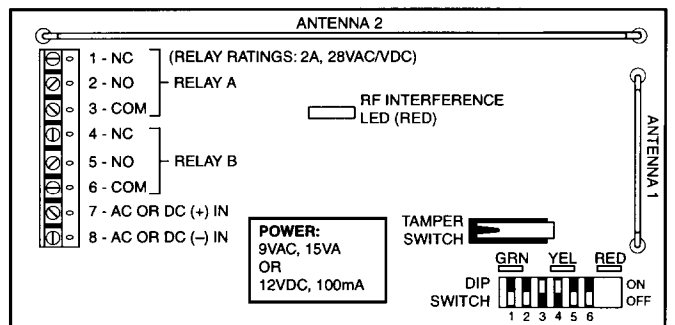 ANTENNA 2
1 - NC (RELAY RATINGS: 2A, 28VAC/VDC)
2 - NO RELAY A
3 - COM
RF INTERFERENCE
LED (RED)
4 - NC
5 - NO RELAY B
6 - COM
7 - AC OR DC (+) IN
8 - AC OR DC (–) IN
ANTENNA 1
POWER:
9VAC, 15VA
OR
12VDC, 100mA
TAMPER
SWITCH
GRN YEL RED
DIP
SWITCH
ON
OFF
1 2 3 4 5 6